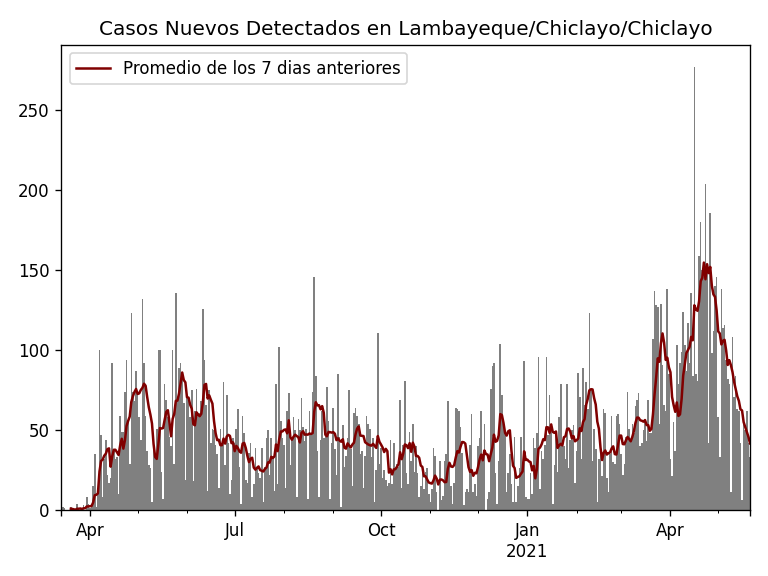 Casos Nuevos Detectados en Lambayeque/Chiclayo/Chiclayo
Promedio de los 7 dias anteriores
250
200
150
100
50
0
Apr Jul Oct Jan Apr
2021